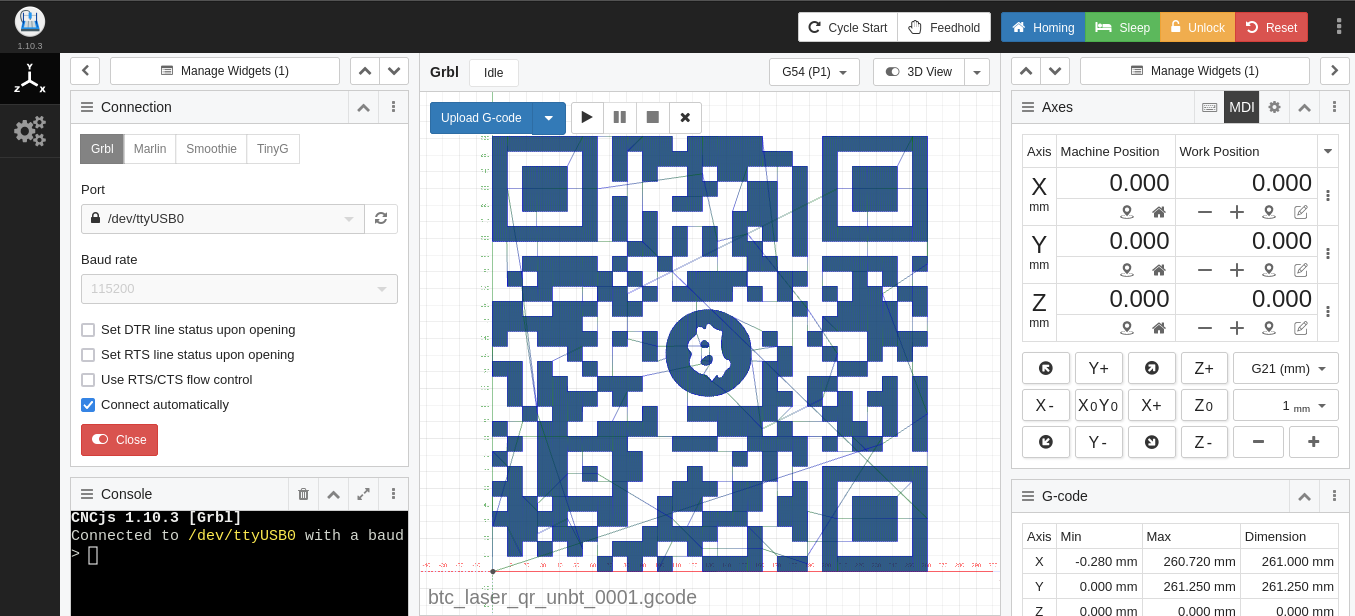 1.10.3
Cycle Start
Feedhold
Homing
Sleep
Unlock
Reset
Y
Z X
Manage Widgets (1)
Connection
Grbl
Marlin
Smoothie
TinyG
Port
/dev/ttyUSB0
Baud rate
115200
Set DTR line status upon opening
Set RTS line status upon opening
Use RTS/CTS flow control
Connect automatically
Close
Console
CNCjs 1.10.3 [Grbl]
Connected to /dev/ttyUSB0 with a baud
>
Grbl
Idle
G54 (P1)
3D View
Upload G-code
btc_laser_qr_unbt_0001.gcode
Manage Widgets (1)
Axes
MDI
Axis Machine Position Work Position
X 0.000 0.000
mm
Y 0.000 0.000
mm
Z 0.000 0.000
mm
Y+
Z+
G21 (mm)
X-
X0Y0
X+
Z0
1 mm
Y-
Z-
G-code
Axis Min Max Dimension
X -0.280 mm 260.720 mm 261.000 mm
Y 0.000 mm 261.250 mm 261.250 mm
Z 0.000 mm 0.000 mm 0.000 mm